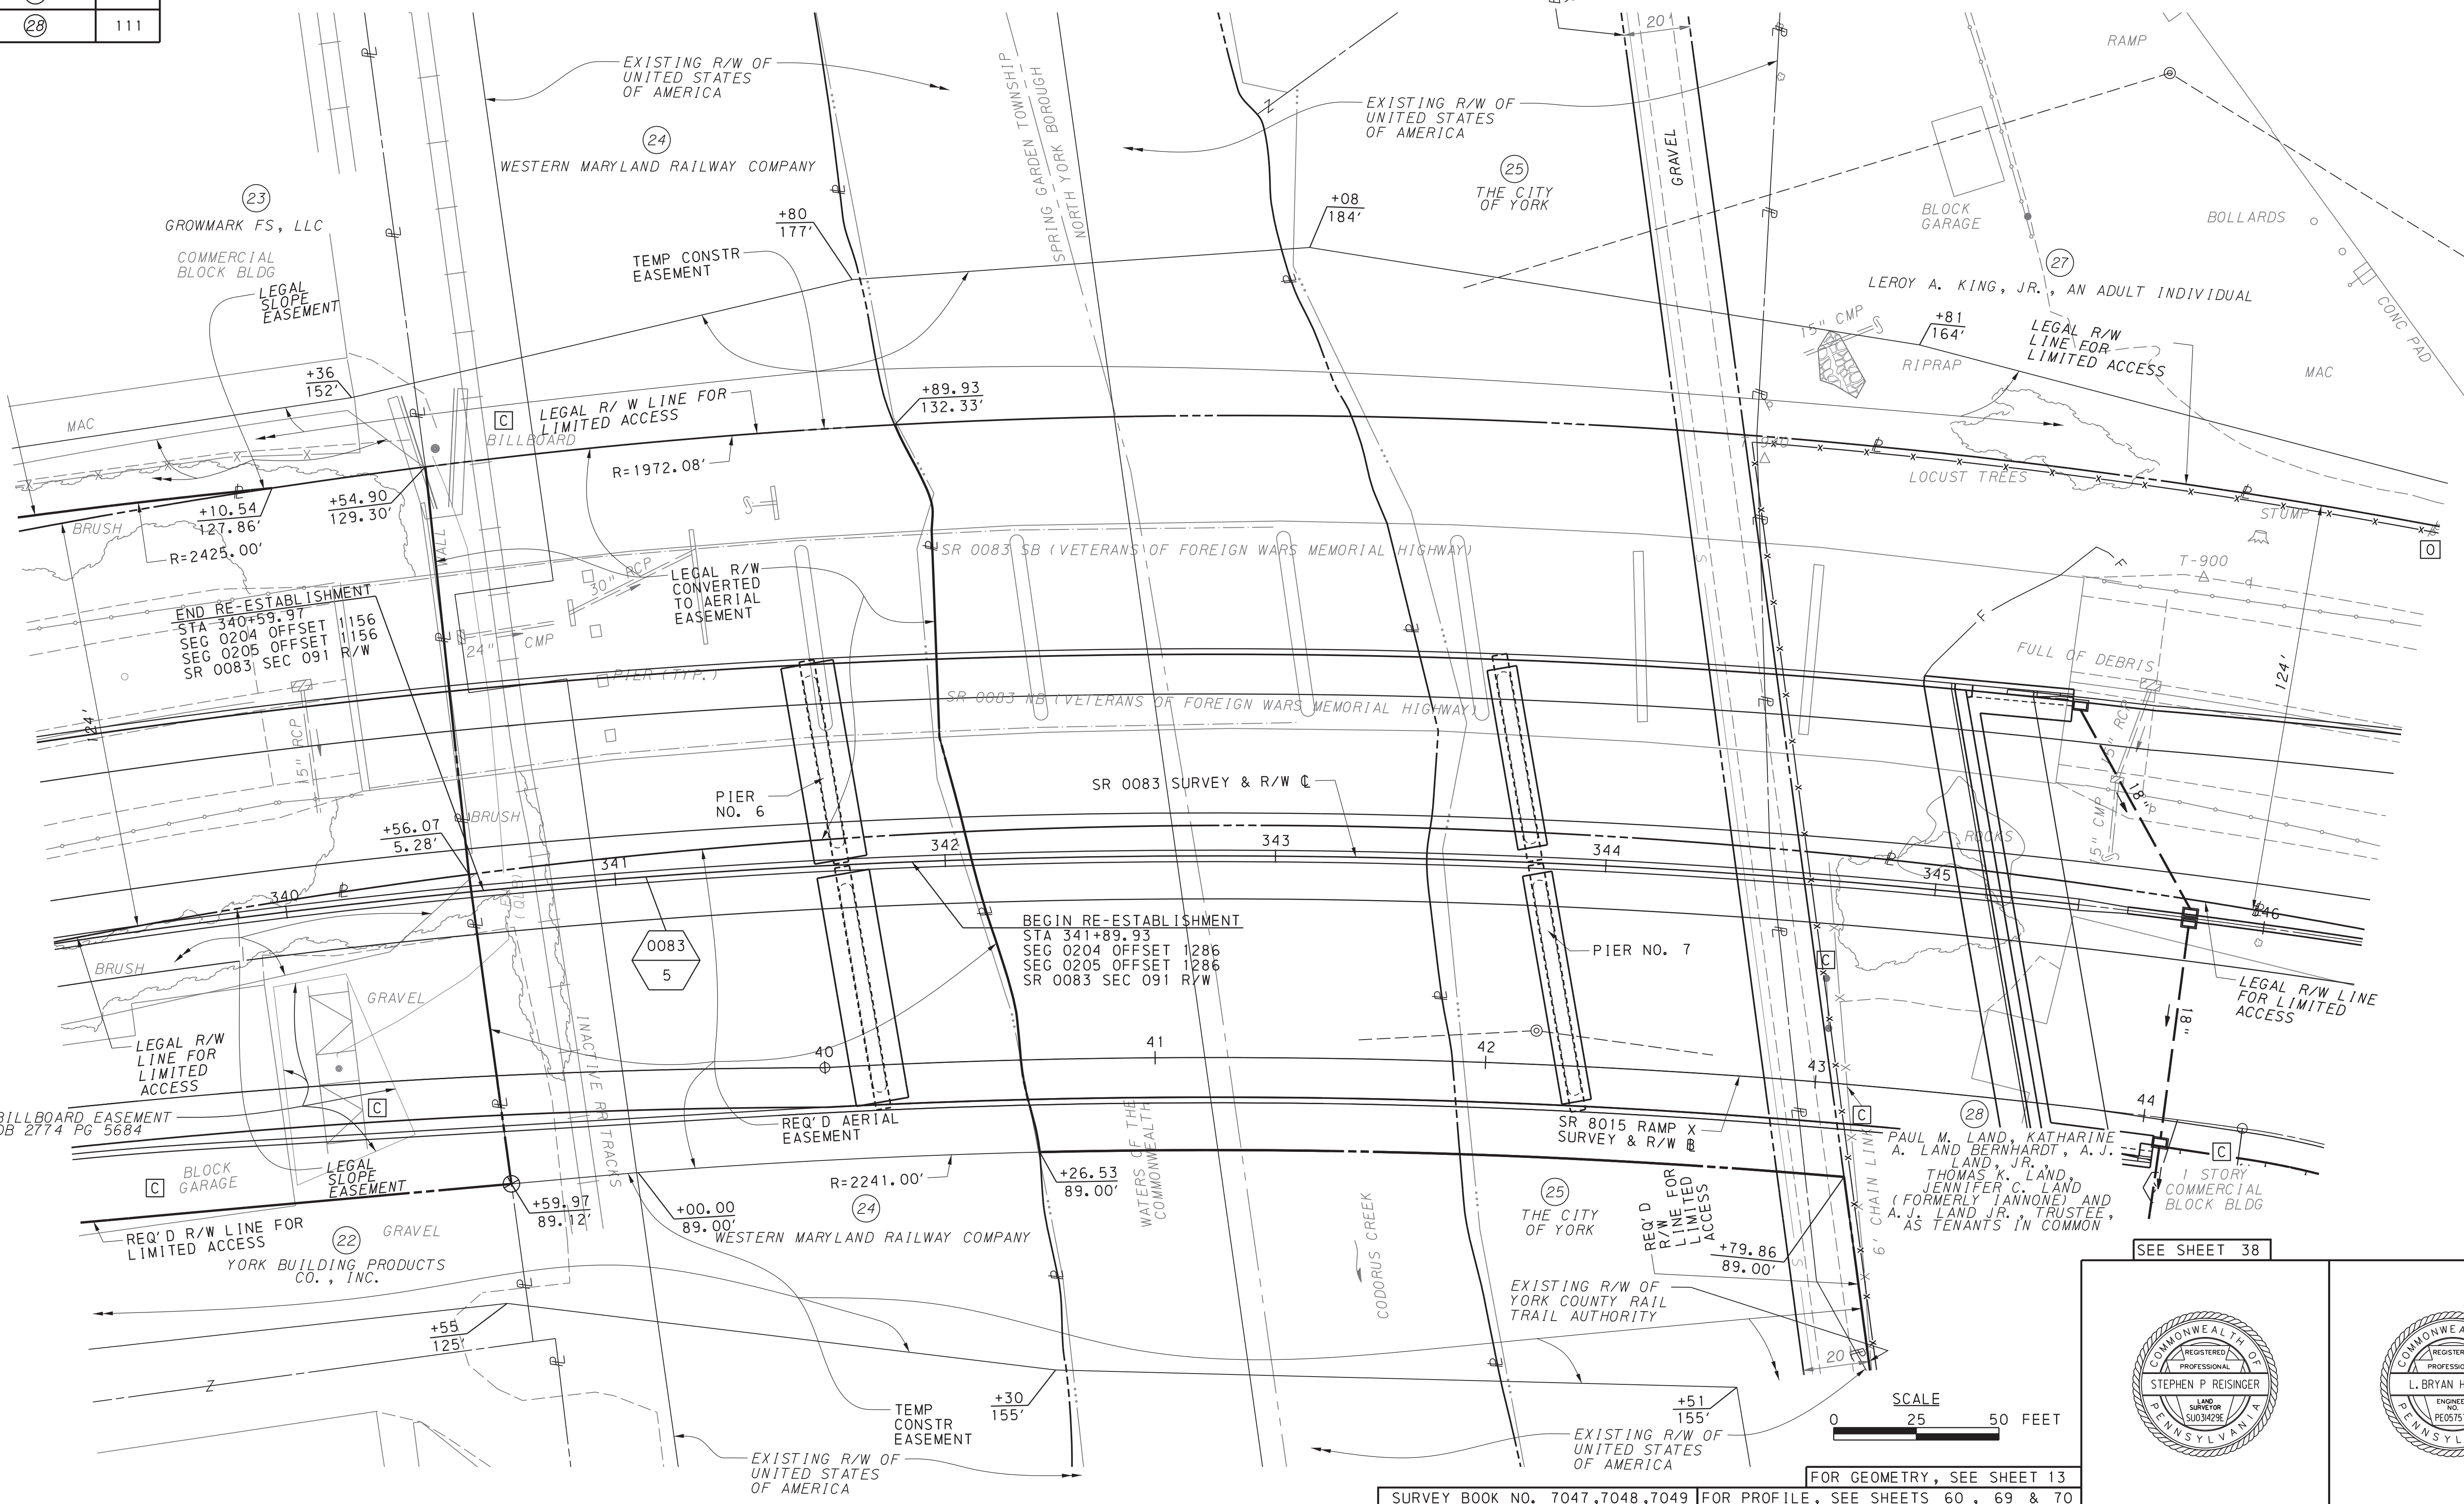 28
111
EXISTING R/W OF
UNITED STATES
OF AMERICA
24
WESTERN MARYLAND RAILWAY COMPANY
23
GROWMARK FS, LLC
COMMERCIAL
BLOCK BLDG
LEGAL
SLOPE
EASEMENT
+80
177'
TEMP CONSTR
EASEMENT
SPRING GARDEN TOWNSHIP
NORTH YORK BOROUGH
EXISTING R/W OF
UNITED STATES
OF AMERICA
25
THE CITY
OF YORK
+08
184'
20'
GRAVEL
RAMP
BLOCK
GARAGE
BOLLARDS
27
LEROY A. KING, JR., AN ADULT INDIVIDUAL
CONC PAD
15" CMP
+81
164'
LEGAL R/W
LINE FOR
LIMITED ACCESS
RIPRAP
MAC
+36
152'
MAC
C
LEGAL R/ W LINE FOR
LIMITED ACCESS
BILLBOARD
+89.93
132.33'
R=1972.08'
T-900
LOCUST TREES
STUMP
O
BRUSH
+10.54
127.86'
+54.90
129.30'
R=2425.00'
WALL
SR 0083 SB (VETERANS OF FOREIGN WARS MEMORIAL HIGHWAY)
30" RCP
LEGAL R/W
CONVERTED
TO AERIAL
EASEMENT
T-900
END RE-ESTABLISHMENT
STA 340+59.97
SEG 0204 OFFSET 1156
SEG 0205 OFFSET 1156
SR 0083 SEC 091 R/W
24" CMP
PIER (TYP.)
FULL OF DEBRIS
F
F
124'
124'
SR 0083 NB (VETERANS OF FOREIGN WARS MEMORIAL HIGHWAY)
15" RCP
15" RCP
18"
15" CMP
SR 0083 SURVEY & R/W ℄
PIER
NO. 6
+56.07
5.28'
BRUSH
ROCKS
340
341
342
343
344
345
346
BEGIN RE-ESTABLISHMENT
STA 341+89.93
SEG 0204 OFFSET 1286
SEG 0205 OFFSET 1286
SR 0083 SEC 091 R/W
0083
5
PIER NO. 7
C
BRUSH
GRAVEL
LEGAL R/W LINE
FOR LIMITED
ACCESS
18"
LEGAL R/W
LINE FOR
LIMITED
ACCESS
INACTIVE RR TRACKS
40
41
42
43
44
C
BILLBOARD EASEMENT
DB 2774 PG 5684
REQ'D AERIAL
EASEMENT
WATERS OF THE
COMMONWEALTH
SR 8015 RAMP X
SURVEY & R/W ℄
C
28
PAUL M. LAND, KATHARINE
A. LAND BERNHARDT, A.J.
LAND, JR.,
THOMAS K. LAND,
JENNIFER C. LAND
(FORMERLY IANNONE) AND
A.J. LAND JR., TRUSTEE,
AS TENANTS IN COMMON
C
1 STORY
COMMERCIAL
BLOCK BLDG
BLOCK
GARAGE
C
LEGAL
SLOPE
EASEMENT
R=2241.00'
+26.53
89.00'
+59.97
89.12'
+00.00
89.00'
24
WESTERN MARYLAND RAILWAY COMPANY
25
THE CITY
OF YORK
REQ'D
R/W
LINE FOR
LIMITED
ACCESS
6' CHAIN LINK
+79.86
89.00'
REQ'D R/W LINE FOR
LIMITED ACCESS
GRAVEL
22
YORK BUILDING PRODUCTS
CO., INC.
CODORUS CREEK
EXISTING R/W OF
YORK COUNTY RAIL
TRAIL AUTHORITY
20'
SEE SHEET 38
+55
125'
Z
Z
+30
155'
TEMP
CONSTR
EASEMENT
+51
155'
EXISTING R/W OF
UNITED STATES
OF AMERICA
EXISTING R/W OF
UNITED STATES
OF AMERICA
SCALE
0 25 50 FEET
COMMONWEALTH OF
REGISTERED
PROFESSIONAL
STEPHEN P REISINGER
LAND
SURVEYOR
SU031429E
PENNSYLVANIA
L. BRYAN
FOR GEOMETRY, SEE SHEET 13
SURVEY BOOK NO. 7047,7048,7049
FOR PROFILE, SEE SHEETS 60 , 69 & 70